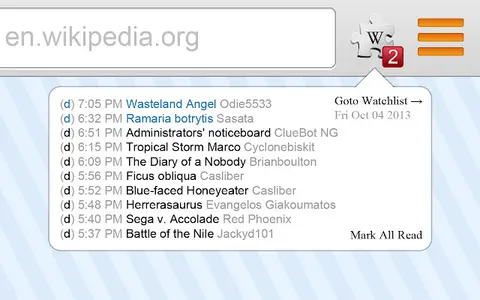 en.wikipedia.org
W
2
Goto Watchlist →
Fri Oct 04 2013
(d) 7:05 PM Wasteland Angel Odie5533
(d) 6:32 PM Ramaria botrytis Sasata
(d) 6:51 PM Administrators' noticeboard ClueBot NG
(d) 6:15 PM Tropical Storm Marco Cyclonebiskit
(d) 6:09 PM The Diary of a Nobody Brianboulton
(d) 5:56 PM Ficus obliqua Casliber
(d) 5:52 PM Blue-faced Honeyeater Casliber
(d) 5:48 PM Herrerasaurus Evangelos Giakoumatos
(d) 5:40 PM Sega v. Accolade Red Phoenix
(d) 5:37 PM Battle of the Nile Jackyd101
Mark All Read